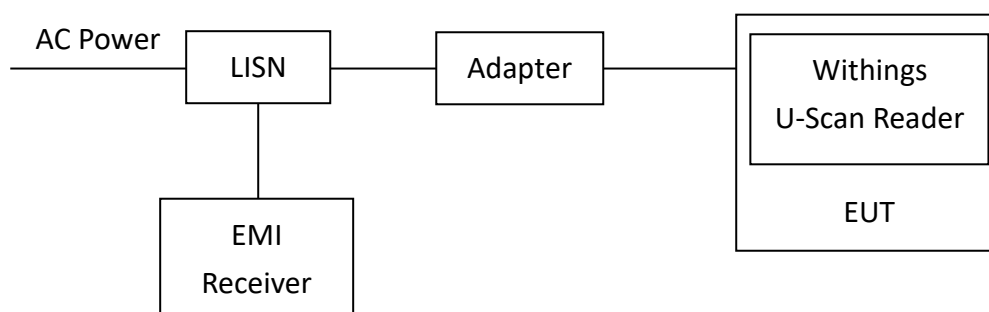 AC Power
LISN
Adapter
Withings
U-Scan Reader
EUT
EMI
Receiver